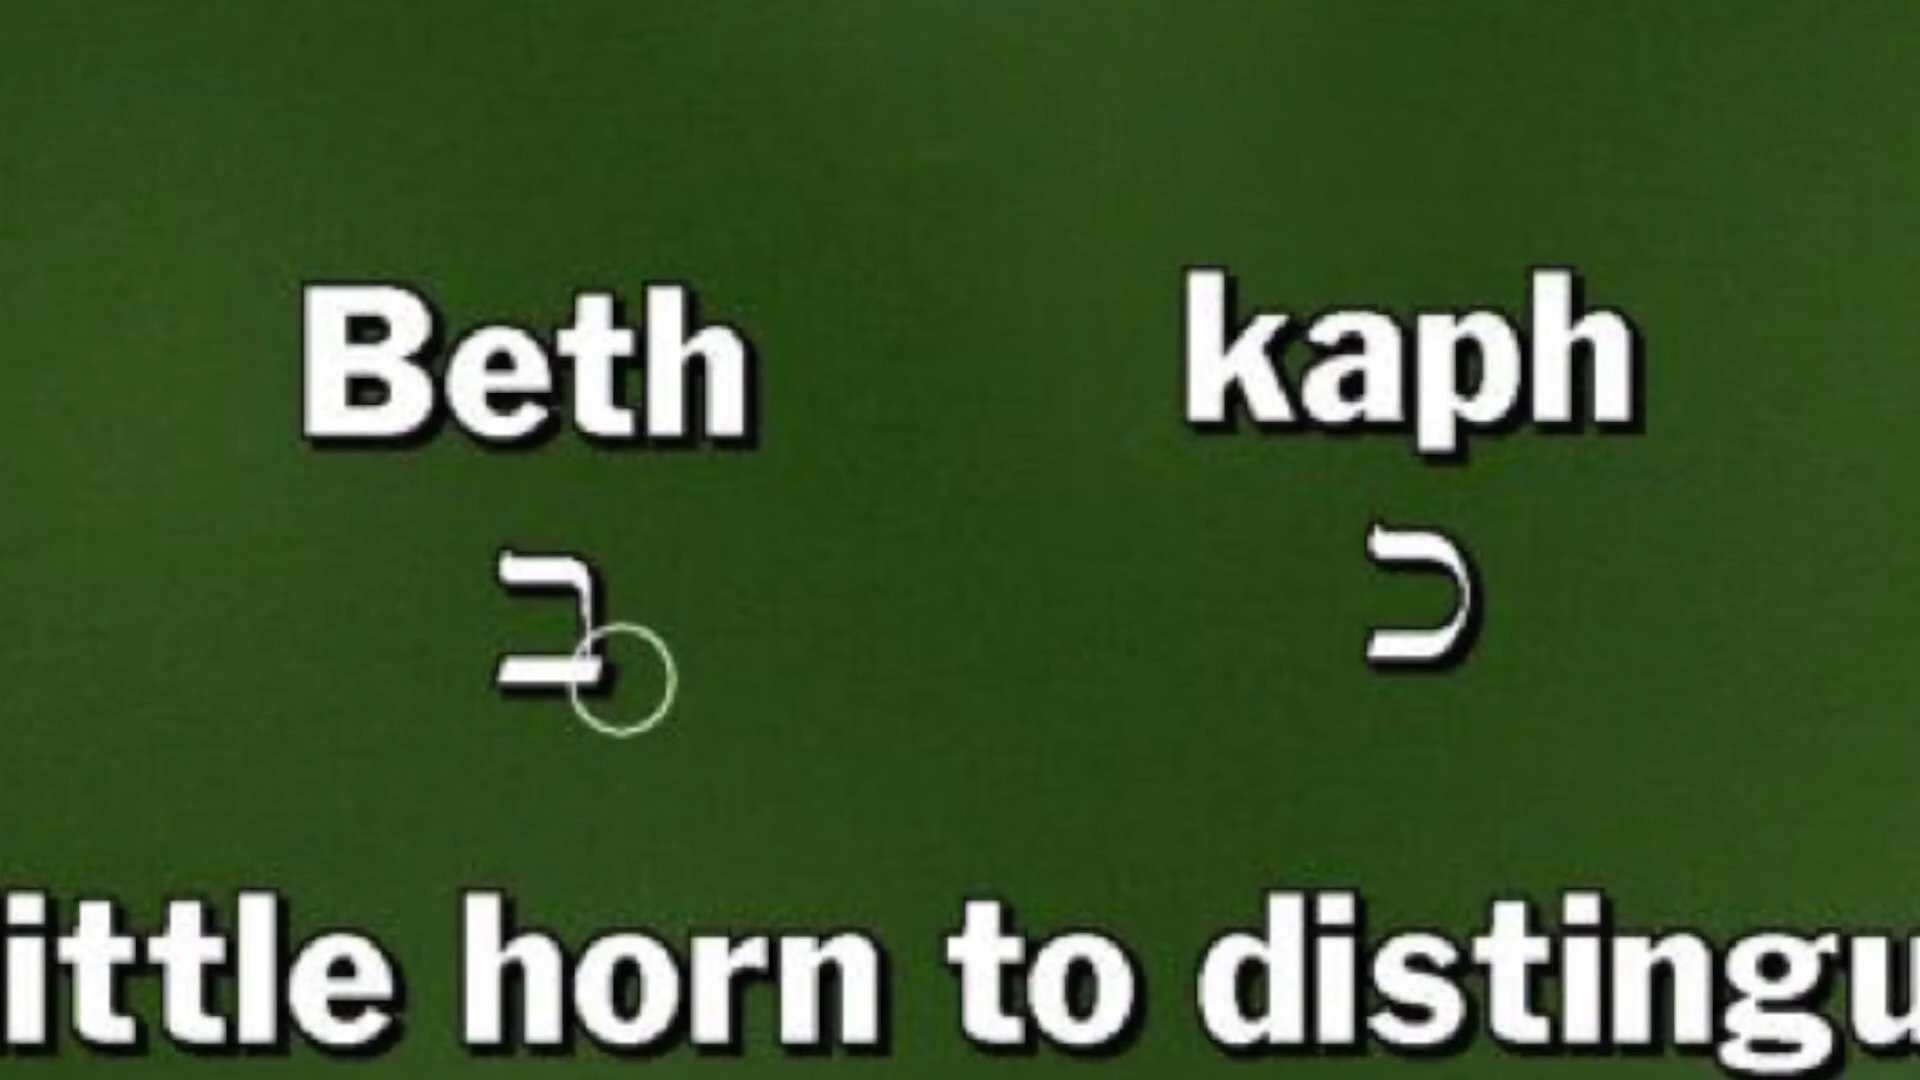 Beth kaph
ב כ
ittle horn to distingu